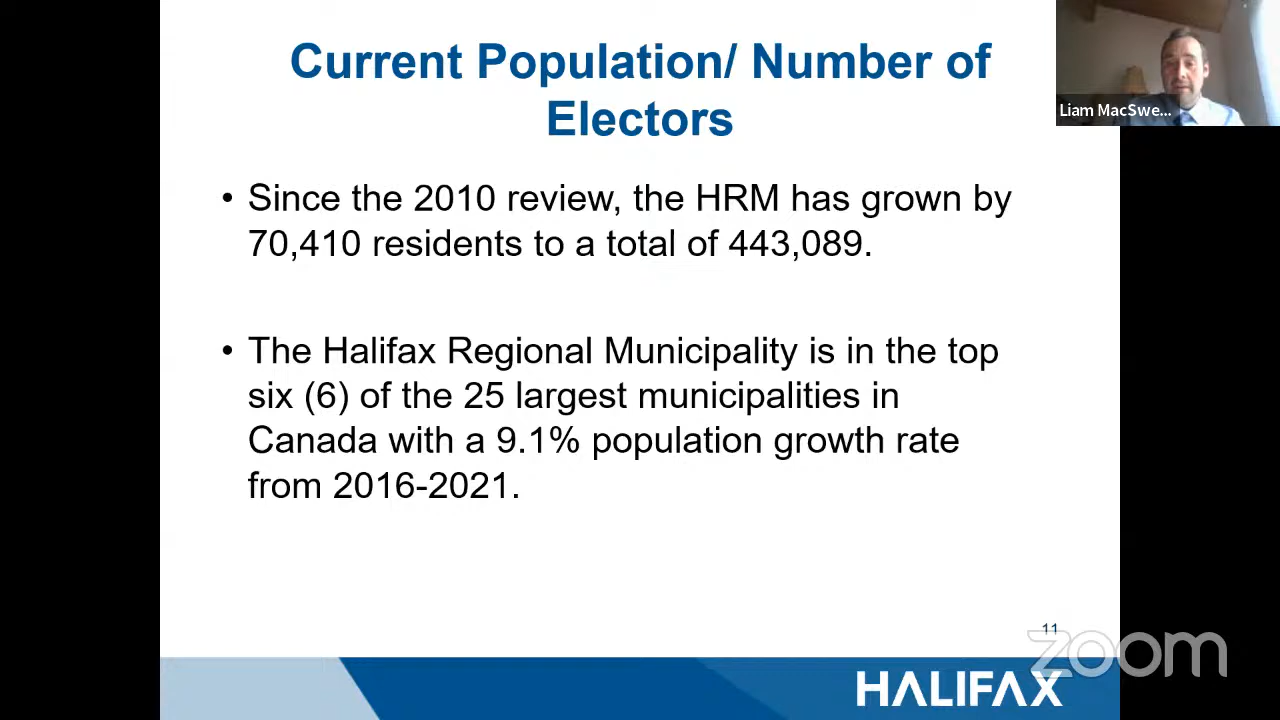 Current Population/ Number of
Electors
Liam MacSwe...
• Since the 2010 review, the HRM has grown by
70,410 residents to a total of 443,089.
• The Halifax Regional Municipality is in the top
six (6) of the 25 largest municipalities in
Canada with a 9.1% population growth rate
from 2016-2021.
11
zoom
HALIFAX